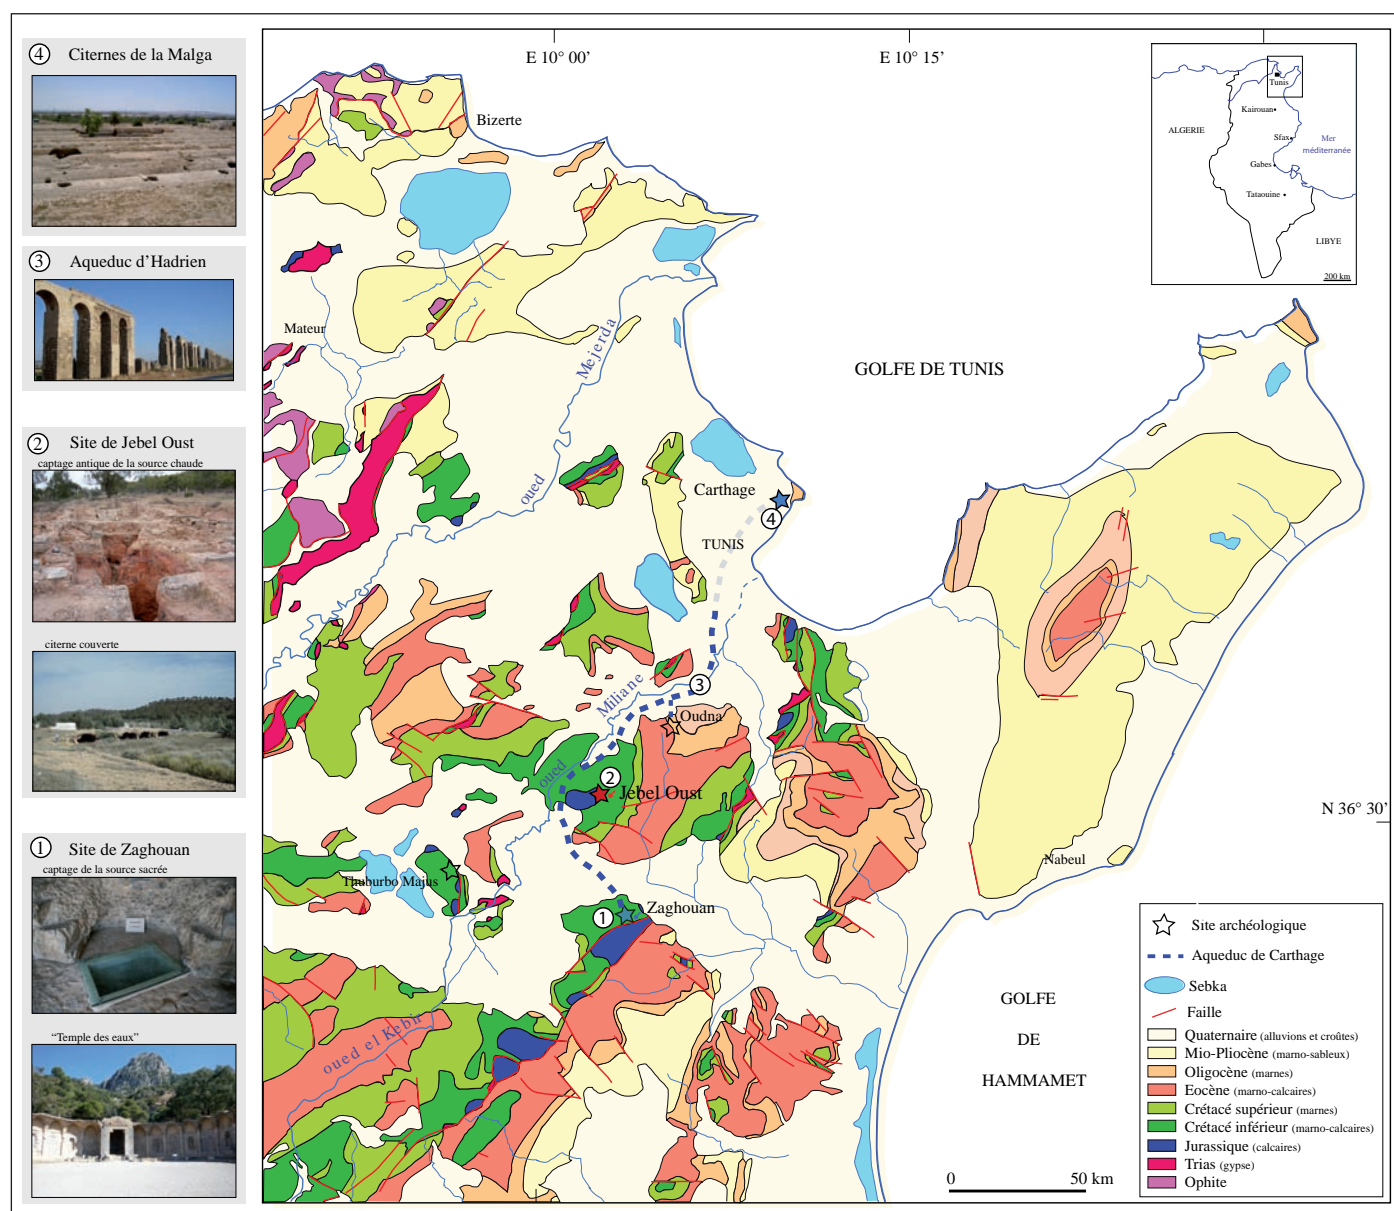 ④ Citernes de la Malga
③ Aqueduc d'Hadrien
② Site de Jebel Oust
captage antique de la source chaude
citerne couverte
① Site de Zaghouan
captage de la source sacrée
“Temple des eaux”
E 10° 00’
E 10° 15’
N 36° 30’
Bizerte
Mateur
oued Mejerda
GOLFE DE TUNIS
Carthage
④
TUNIS
③
oued Miliane
Oudna
②
Jebel Oust
Thuburbo Majus
①
Zaghouan
oued el Kebir
Nabeul
GOLFE
DE
HAMMAMET
0 50 km
Tunis
Kairouan
ALGERIE
Sfax
Mer
méditerranée
Gabes
Tataouine
LIBYE
200 km
Site archéologique
Aqueduc de Carthage
Sebka
Faille
Quaternaire (alluvions et croûtes)
Mio-Pliocène (marno-sableux)
Oligocène (marnes)
Eocène (marno-calcaires)
Crétacé supérieur (marnes)
Crétacé inférieur (marno-calcaires)
Jurassique (calcaires)
Trias (gypse)
Ophite